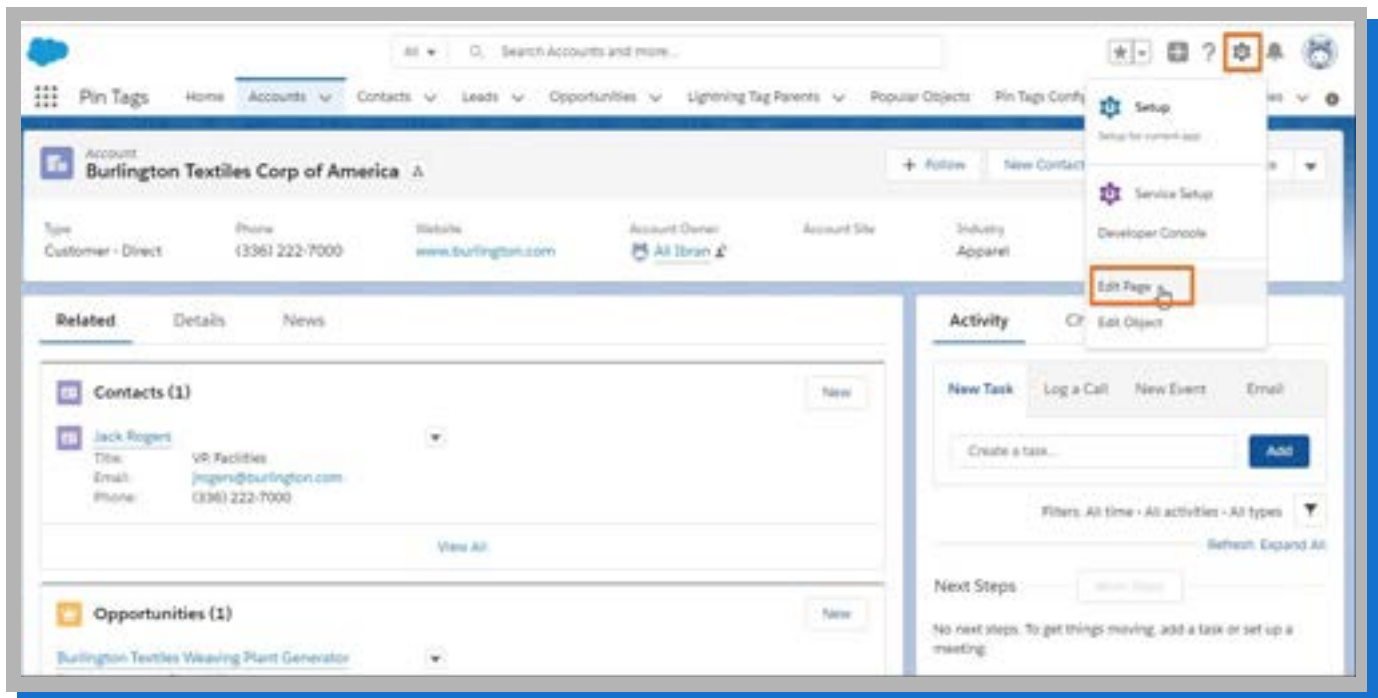 All Search Accounts and more...
Pin Tags Home Accounts Contacts Leads Opportunities Lightning Tag Parents Popular Objects Pin Tags Config
Setup
Setup for current app
Service Setup
Developer Console
Edit Page
Edit Object
Account
Burlington Textiles Corp of America
+ Follow New Contact
Type Phone Website Account Owner Account Site Industry
Customer - Direct (336) 222-7000 www.burlington.com Ali Ibran Apparel
Related Details News
Activity
Contacts (1) New
Jack Rogers
Title: VP, Facilities
Email: jrogers@burlington.com
Phone: (336) 222-7000
View All
Opportunities (1) New
Burlington Textiles Weaving Plant Generator
New Task Log a Call New Event Email
Create a task... Add
Filters: All time • All activities • All types
Refresh Expand All
Next Steps
No next steps. To get things moving, add a task or set up a
meeting.